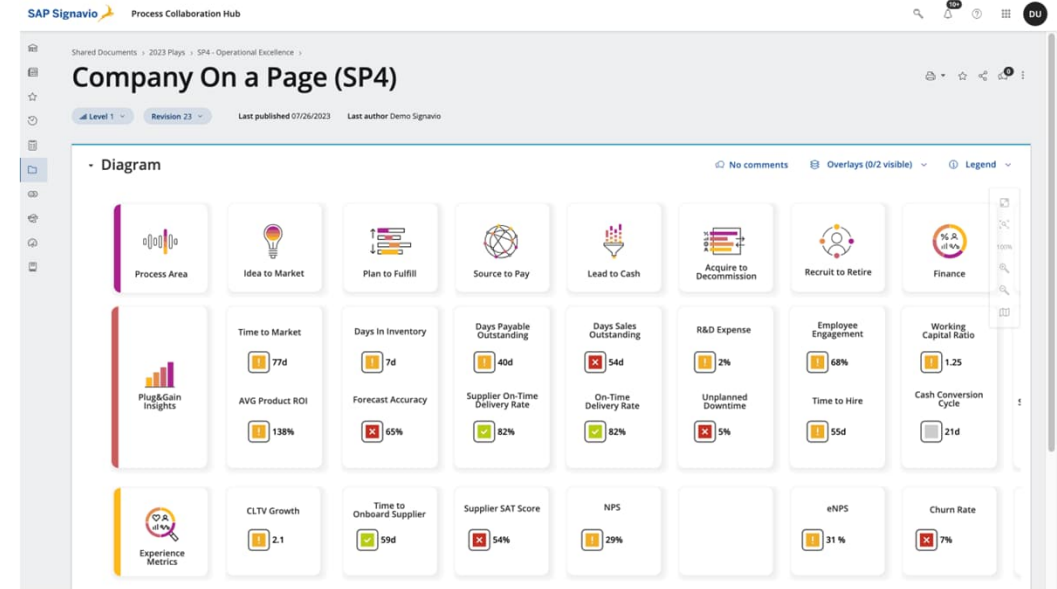 SAP Signavio
Process Collaboration Hub
10+
DU
Shared Documents › 2023 Plays › SP4 - Operational Excellence ›
Company On a Page (SP4)
0
Level 1
Revision 23
Last published 07/26/2023
Last author Demo Signavio
Diagram
No comments
Overlays (0/2 visible)
Legend
100%
Process Area
Idea to Market
Plan to Fulfill
Source to Pay
Lead to Cash
Acquire to
Decommission
Recruit to Retire
Finance
Plug&Gain
Insights
Time to Market
77d
AVG Product ROI
138%
Days In Inventory
7d
Forecast Accuracy
65%
Days Payable
Outstanding
40d
Supplier On-Time
Delivery Rate
82%
Days Sales
Outstanding
54d
On-Time
Delivery Rate
82%
R&D Expense
2%
Unplanned
Downtime
5%
Employee
Engagement
68%
Time to Hire
55d
Working
Capital Ratio
1.25
Cash Conversion
Cycle
21d
Experience
Metrics
CLTV Growth
2.1
Time to
Onboard Supplier
59d
Supplier SAT Score
54%
NPS
29%
eNPS
31 %
Churn Rate
7%